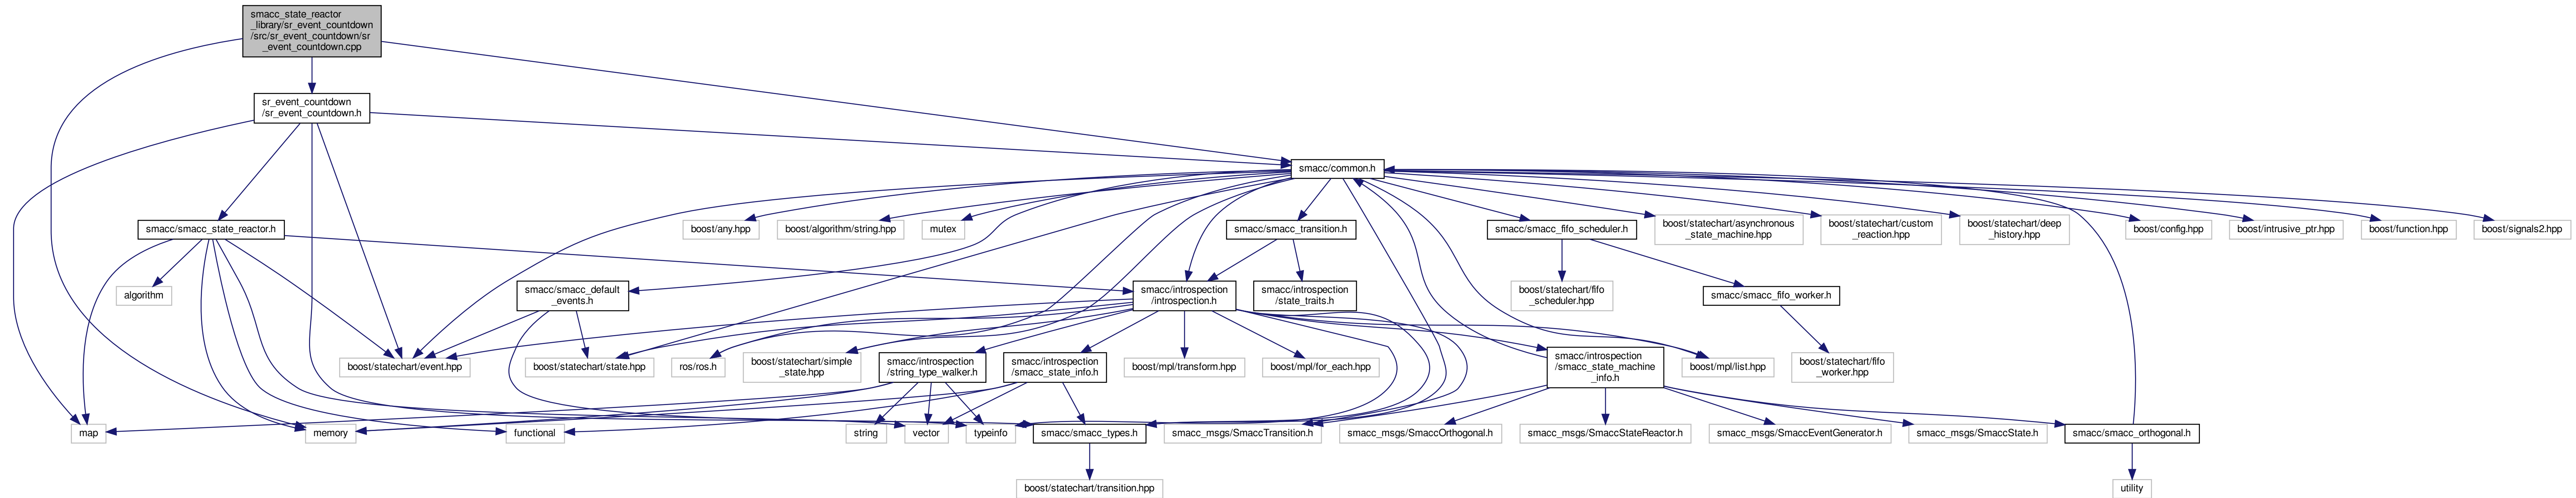 smacc_state_reactor
_library/sr_event_countdown
/src/sr_event_countdown/sr
_event_countdown.cpp
sr_event_countdown
/sr_event_countdown.h
smacc/common.h
smacc/smacc_state_reactor.h
boost/any.hpp
boost/algorithm/string.hpp
mutex
smacc/smacc_transition.h
smacc/smacc_fifo_scheduler.h
boost/statechart/asynchronous
_state_machine.hpp
boost/statechart/custom
_reaction.hpp
boost/statechart/deep
_history.hpp
boost/config.hpp
boost/intrusive_ptr.hpp
boost/function.hpp
boost/signals2.hpp
algorithm
smacc/smacc_default
_events.h
smacc/introspection
/introspection.h
smacc/introspection
/state_traits.h
boost/statechart/fifo
_scheduler.hpp
smacc/smacc_fifo_worker.h
boost/statechart/event.hpp
boost/statechart/state.hpp
ros/ros.h
boost/statechart/simple
_state.hpp
smacc/introspection
/string_type_walker.h
smacc/introspection
/smacc_state_info.h
boost/mpl/transform.hpp
boost/mpl/for_each.hpp
smacc/introspection
/smacc_state_machine
_info.h
boost/mpl/list.hpp
boost/statechart/fifo
_worker.hpp
map
memory
functional
string
vector
typeinfo
smacc/smacc_types.h
smacc_msgs/SmaccTransition.h
smacc_msgs/SmaccOrthogonal.h
smacc_msgs/SmaccStateReactor.h
smacc_msgs/SmaccEventGenerator.h
smacc_msgs/SmaccState.h
smacc/smacc_orthogonal.h
boost/statechart/transition.hpp
utility